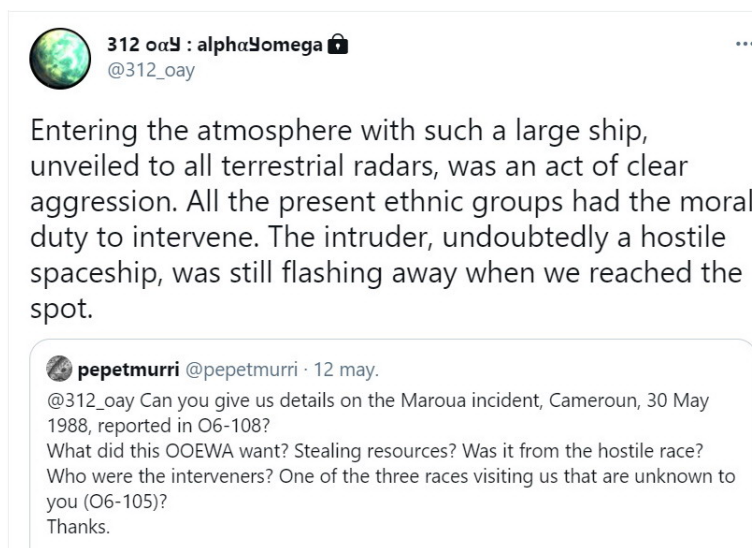 312 oαყ : alphαყomega
@312_oay
Entering the atmosphere with such a large ship,
unveiled to all terrestrial radars, was an act of clear
aggression. All the present ethnic groups had the moral
duty to intervene. The intruder, undoubtedly a hostile
spaceship, was still flashing away when we reached the
spot.
pepetmurri @pepetmurri · 12 may.
@312_oay Can you give us details on the Maroua incident, Cameroun, 30 May
1988, reported in O6-108?
What did this OOEWA want? Stealing resources? Was it from the hostile race?
Who were the interveners? One of the three races visiting us that are unknown to
you (O6-105)?
Thanks.